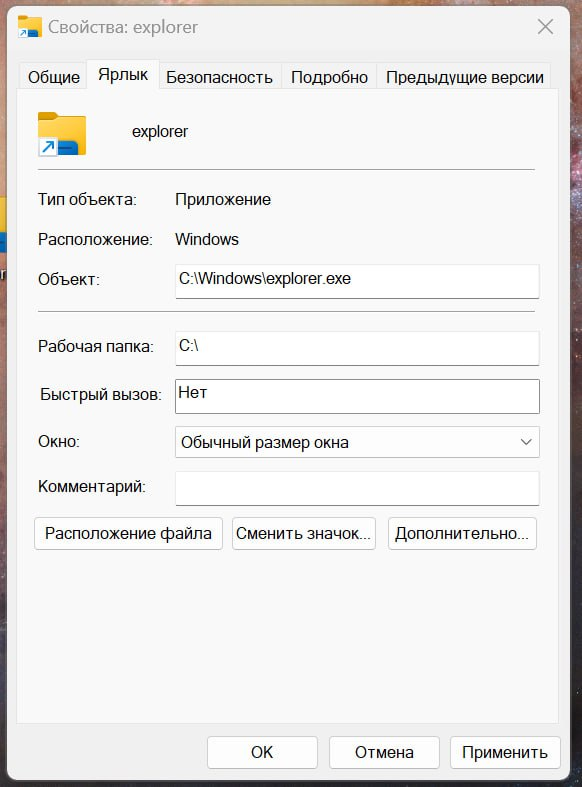 Свойства: explorer
Общие Ярлык Безопасность Подробно Предыдущие версии
explorer
Тип объекта: Приложение
Расположение: Windows
Объект: C:\Windows\explorer.exe
Рабочая папка: C:\
Быстрый вызов: Нет
Окно: Обычный размер окна
Комментарий:
Расположение файла Сменить значок... Дополнительно...
ОК Отмена Применить